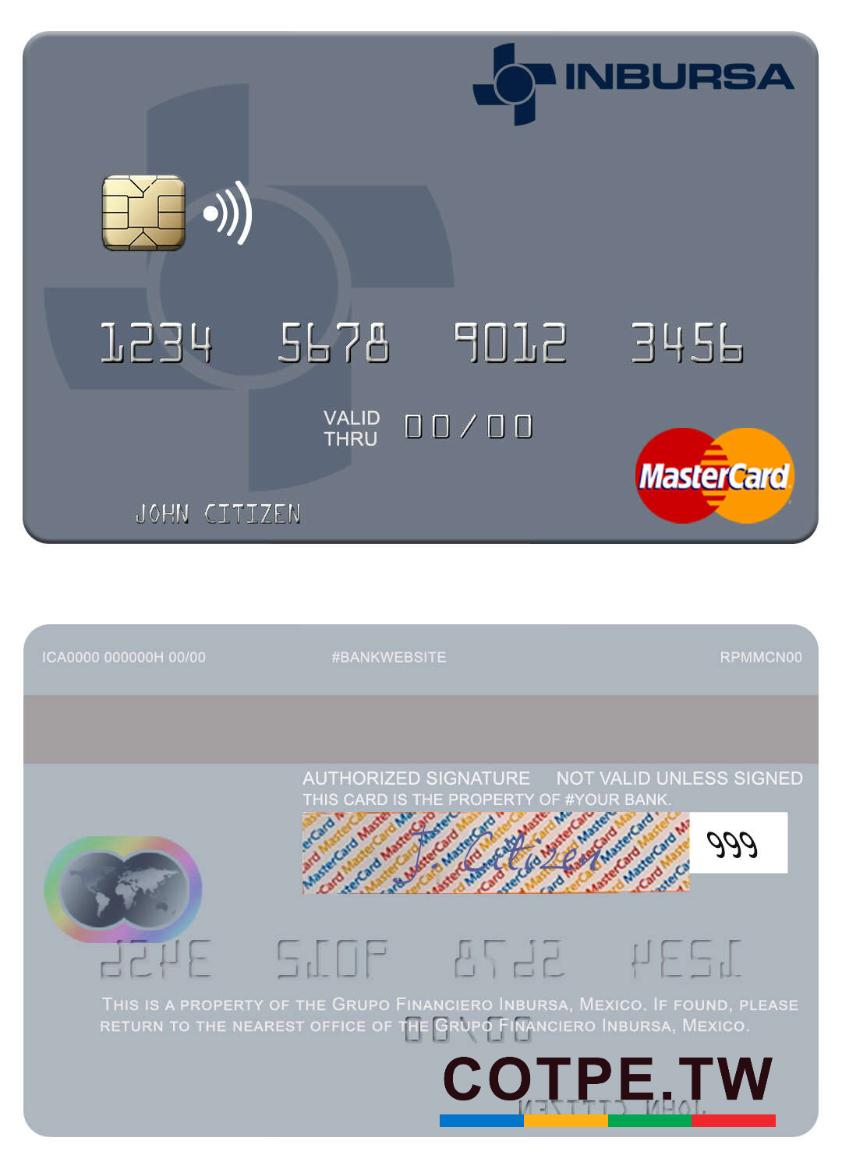 INBURSA
1234 5678 9012 3456
VALID
THRU 00/00
MasterCard
JOHN CITIZEN
ICA0000 000000H 00/00 #BANKWEBSITE RPMMCN00
AUTHORIZED SIGNATURE NOT VALID UNLESS SIGNED
THIS CARD IS THE PROPERTY OF #YOUR BANK.
J. Citizen 999
THIS IS A PROPERTY OF THE GRUPO FINANCIERO INBURSA, MEXICO. IF FOUND, PLEASE
RETURN TO THE NEAREST OFFICE OF THE GRUPO FINANCIERO INBURSA, MEXICO.
COTPE.TW